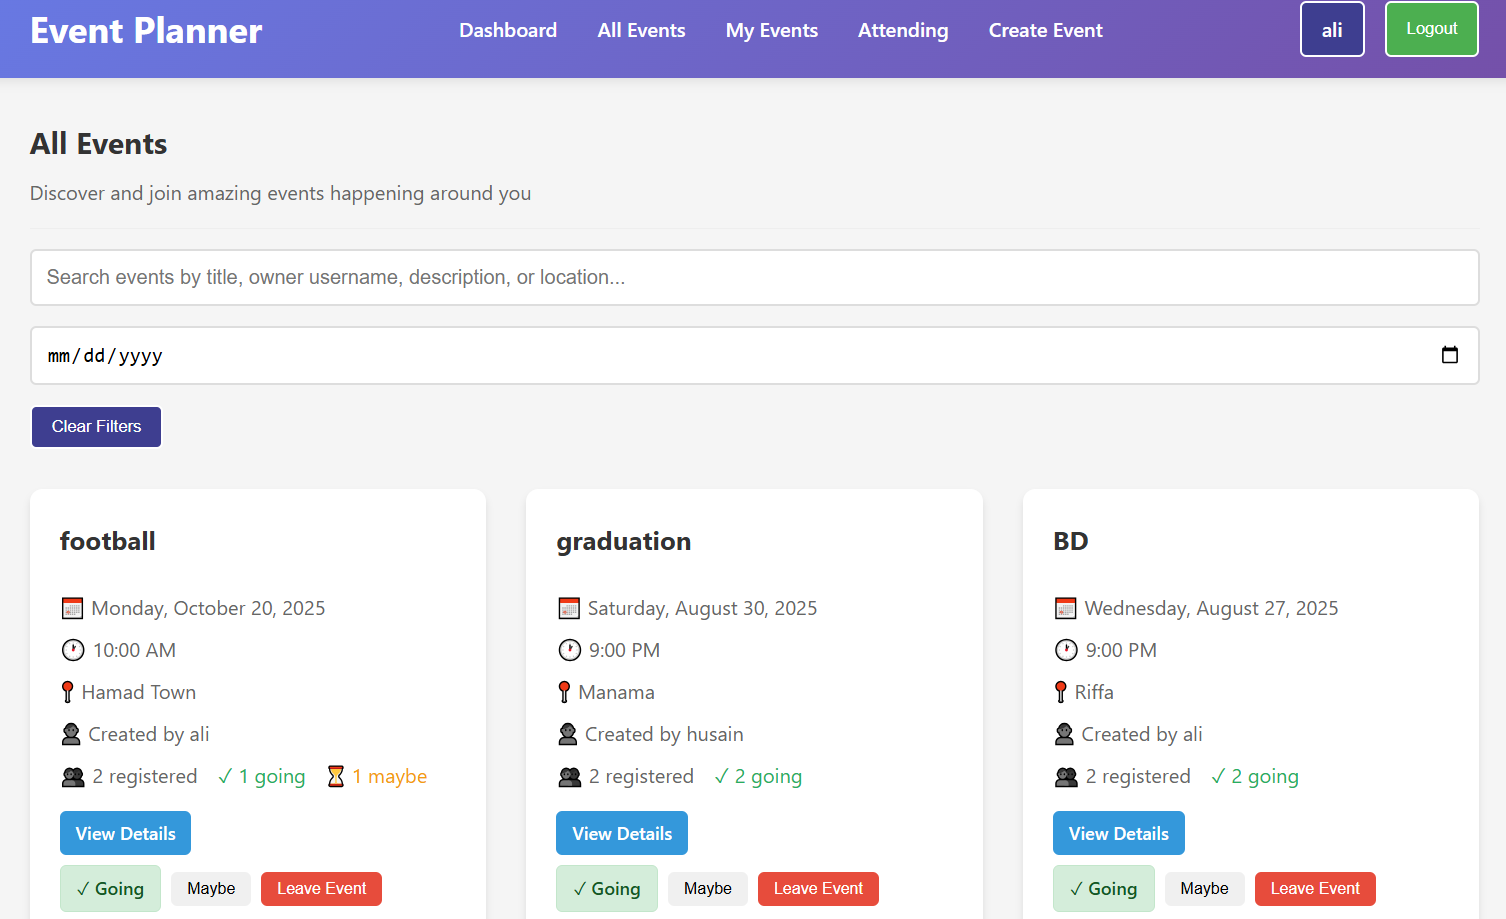 Event Planner
Dashboard All Events My Events Attending Create Event
ali
Logout
All Events
Discover and join amazing events happening around you
Search events by title, owner username, description, or location...
mm/dd/yyyy
Clear Filters
football
Monday, October 20, 2025
10:00 AM
Hamad Town
Created by ali
2 registered ✓ 1 going 1 maybe
View Details
✓ Going Maybe Leave Event
graduation
Saturday, August 30, 2025
9:00 PM
Manama
Created by husain
2 registered ✓ 2 going
View Details
✓ Going Maybe Leave Event
BD
Wednesday, August 27, 2025
9:00 PM
Riffa
Created by ali
2 registered ✓ 2 going
View Details
✓ Going Maybe Leave Event